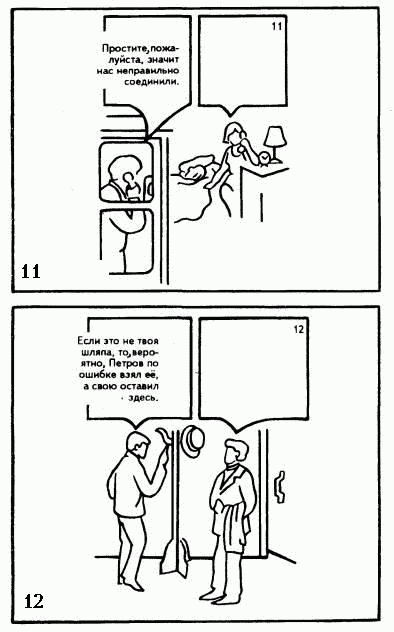 Простите, пожа-
луйста, значит
нас неправильно
соединили.
11
11
Если это не твоя
шляпа, то, веро-
ятно, Петров по
ошибке взял её,
а свою оставил
здесь.
12
12